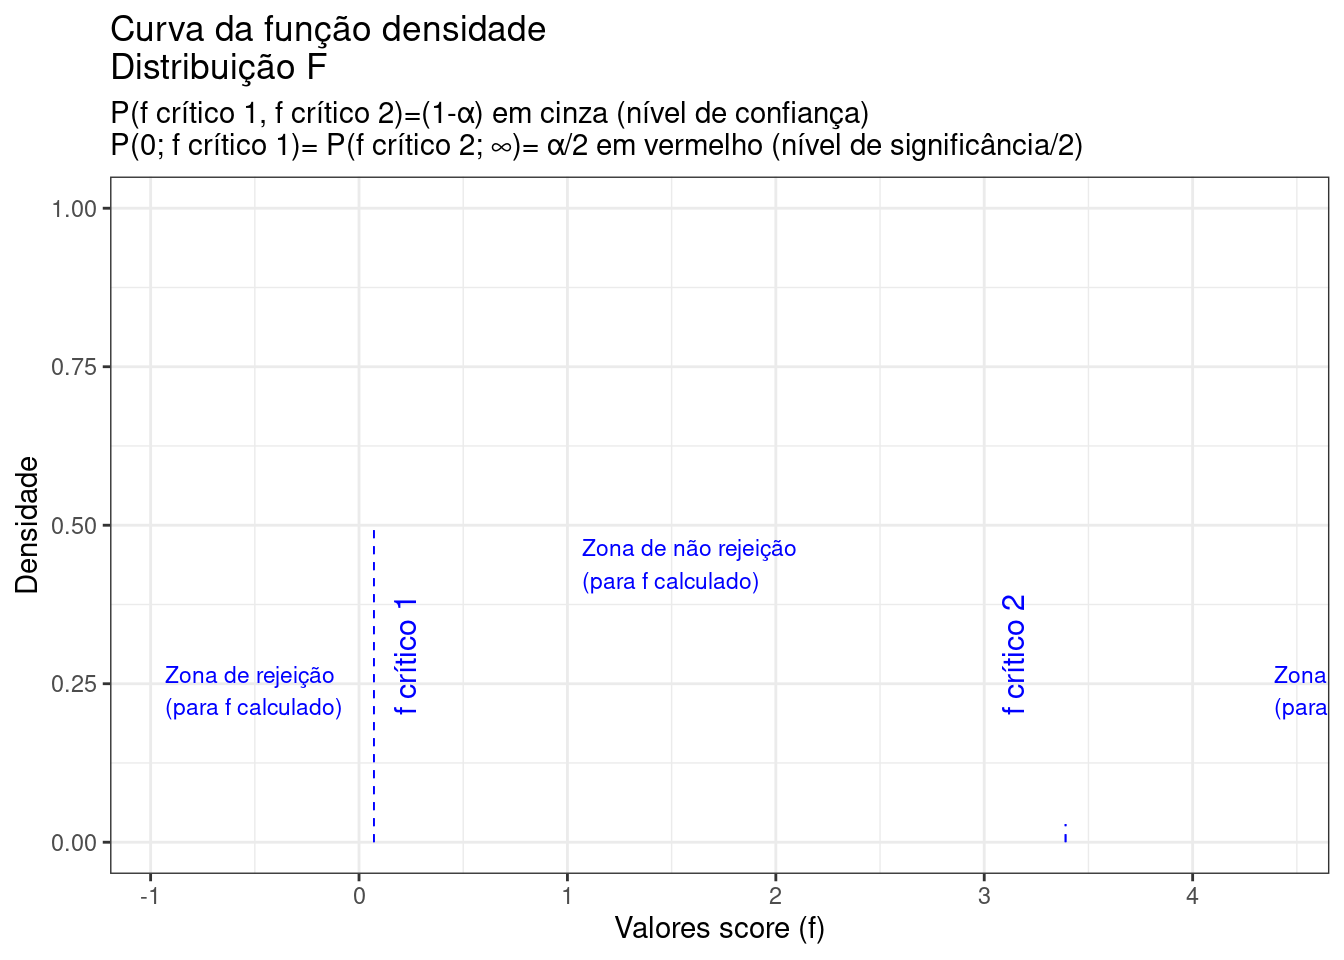 Curva da função densidade
Distribuição F
P(f crítico 1, f crítico 2)=(1-α) em cinza (nível de confiança)
P(0; f crítico 1)= P(f crítico 2; ∞)= α/2 em vermelho (nível de significância/2)
1.00
0.75
0.50
0.25
0.00
Densidade
Zona de não rejeição
(para f calculado)
f crítico 1
f crítico 2
Zona de rejeição
(para f calculado)
Zona
(para
-1
0
1
2
3
4
Valores score (f)